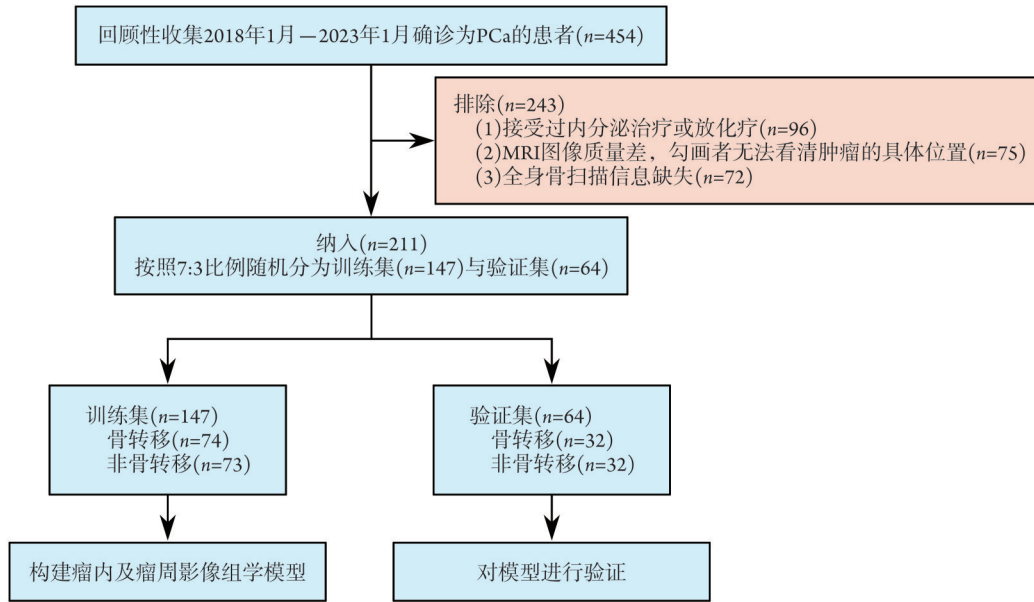 回顾性收集2018年1月—2023年1月确诊为PCa的患者(n=454)
排除(n=243)
(1)接受过内分泌治疗或放化疗(n=96)
(2)MRI图像质量差，勾画者无法看清肿瘤的具体位置(n=75)
(3)全身骨扫描信息缺失(n=72)
纳入(n=211)
按照7:3比例随机分为训练集(n=147)与验证集(n=64)
训练集(n=147)
骨转移(n=74)
非骨转移(n=73)
验证集(n=64)
骨转移(n=32)
非骨转移(n=32)
构建瘤内及瘤周影像组学模型
对模型进行验证